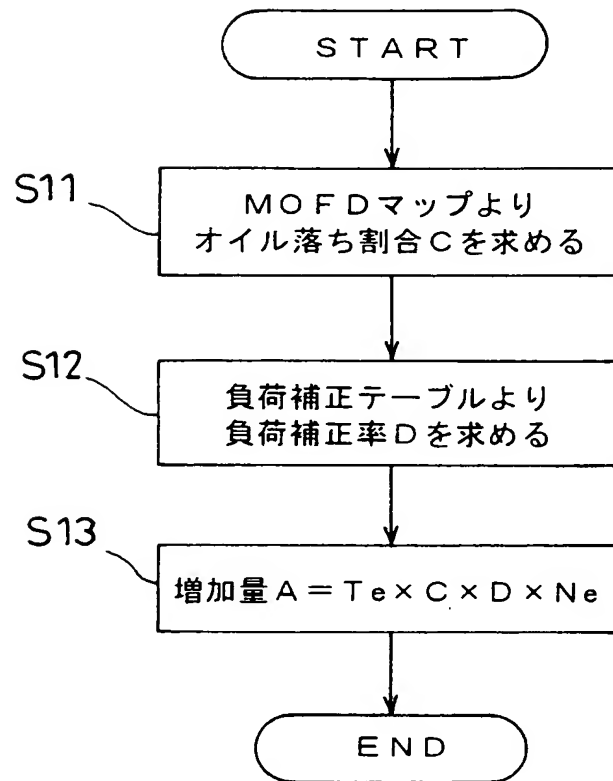 START
S11
MOFDマップより
オイル落ち割合Cを求める
S12
負荷補正テーブルより
負荷補正率Dを求める
S13
増加量A=Te×C×D×Ne
END